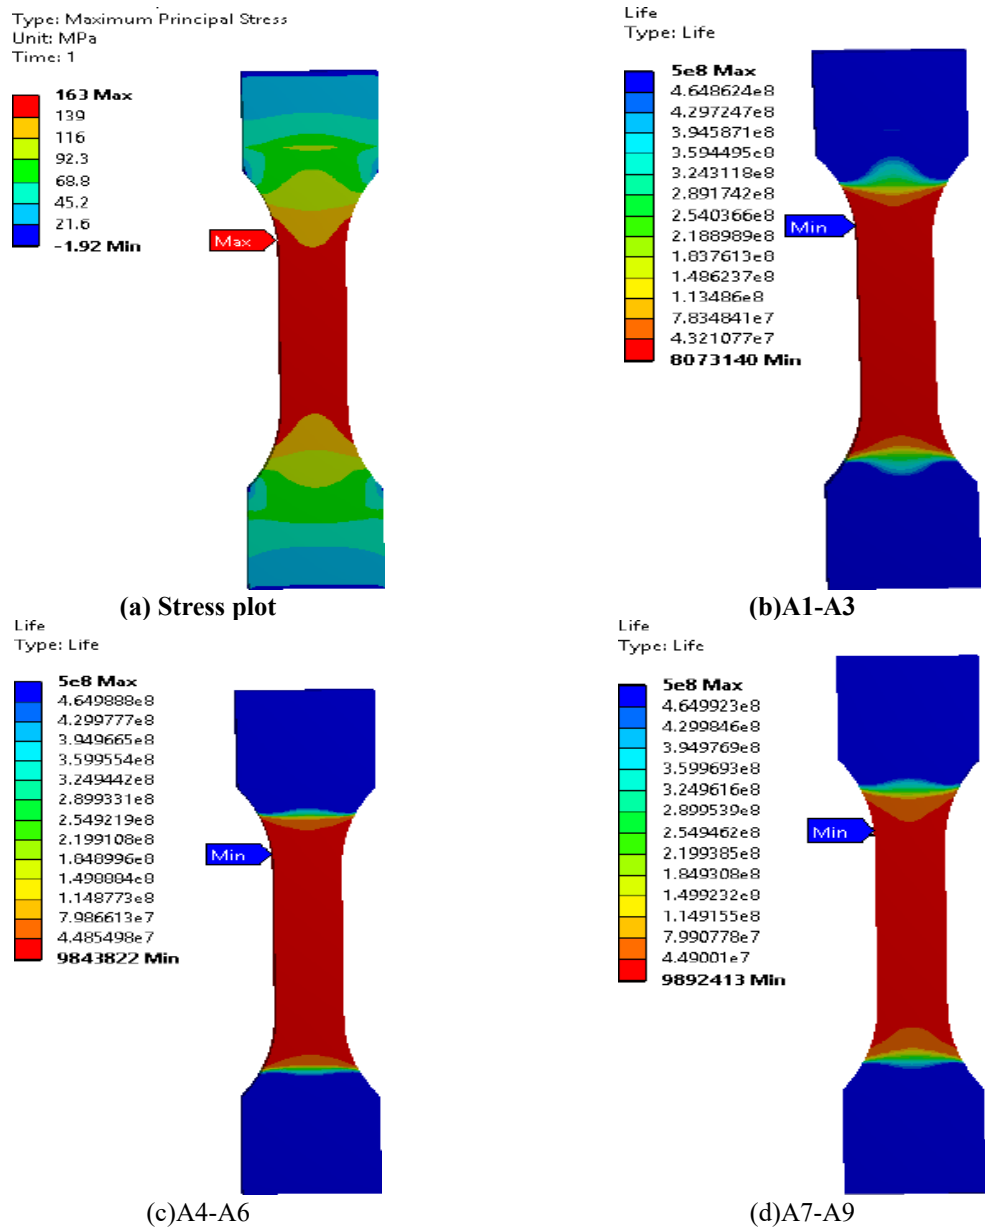 Type: Maximum Principal Stress
Unit: MPa
Time: 1
163 Max
139
116
92.3
68.8
45.2
21.6
-1.92 Min
Max
(a) Stress plot
Life
Type: Life
5e8 Max
4.648624e8
4.297247e8
3.945871e8
3.594495e8
3.243118e8
2.891742e8
2.540366e8
2.188989e8
1.837613e8
1.486237e8
1.13486e8
7.834841e7
4.321077e7
8073140 Min
Min
(b)A1-A3
Life
Type: Life
5e8 Max
4.649888e8
4.299777e8
3.949665e8
3.599554e8
3.249442e8
2.899331e8
2.549219e8
2.199108e8
1.848996e8
1.498884e8
1.148773e8
7.986613e7
4.485498e7
9843822 Min
Min
(c)A4-A6
Life
Type: Life
5e8 Max
4.649923e8
4.299846e8
3.949769e8
3.599693e8
3.249616e8
2.899539e8
2.549462e8
2.199385e8
1.849308e8
1.499232e8
1.149155e8
7.990778e7
4.49001e7
9892413 Min
Min
(d)A7-A9